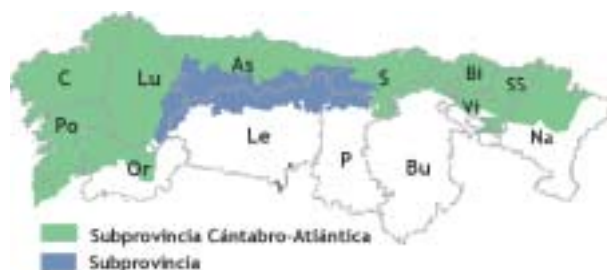 C
Lu
As
S
Bi
SS
Po
Vi
Na
Le
Or
P
Bu
Subprovincia Cántabro-Atlántica
Subprovincia